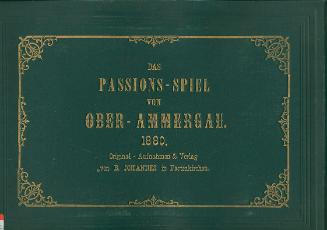 DAS
PASSIONS-SPIEL
VON
OBER-AMMERGAU.
1880.
Original-Aufnahmen & Verlag
von B. JOHANNES in Partenkirchen.